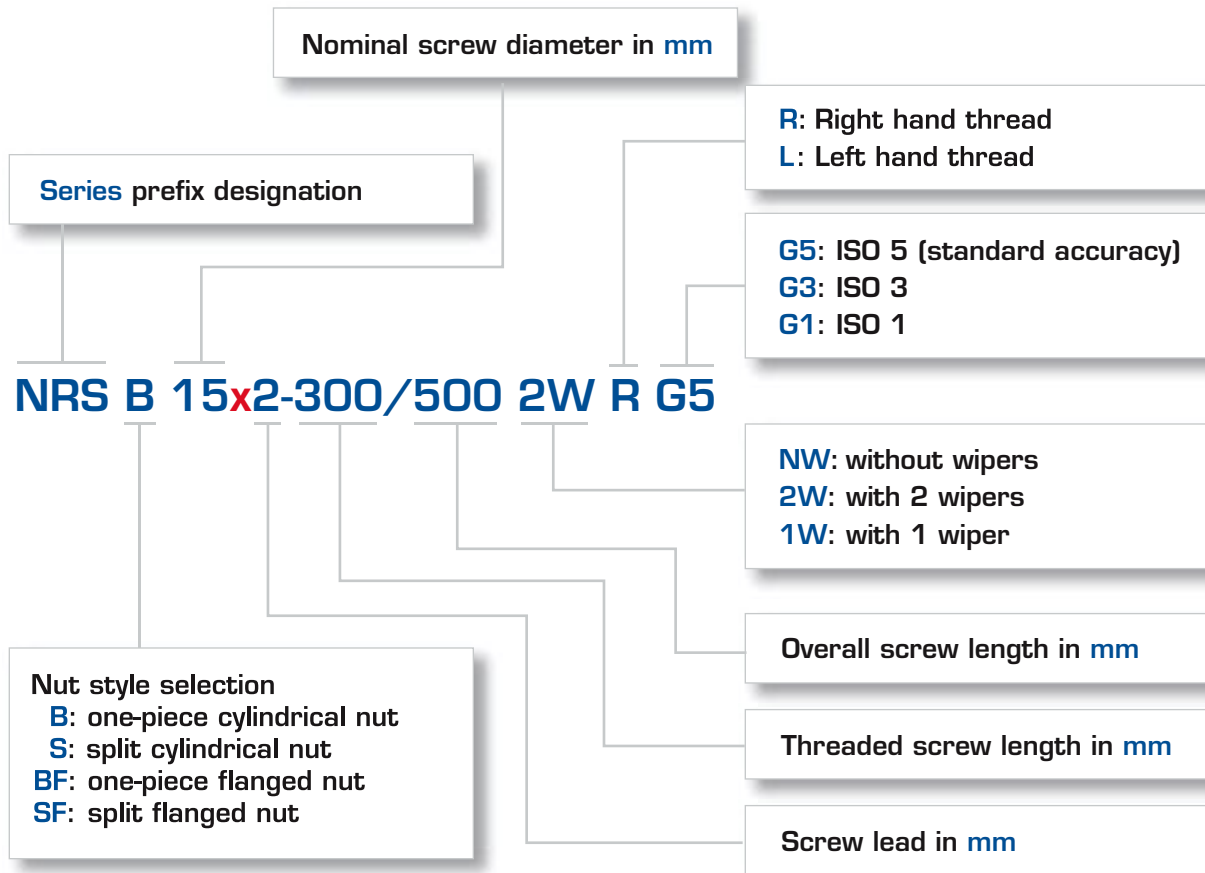 Nominal screw diameter in mm
R: Right hand thread
L: Left hand thread
Series prefix designation
G5: ISO 5 (standard accuracy)
G3: ISO 3
G1: ISO 1
NRS B 15x2-300/500 2W R G5
NW: without wipers
2W: with 2 wipers
1W: with 1 wiper
Overall screw length in mm
Nut style selection
B: one-piece cylindrical nut
S: split cylindrical nut
BF: one-piece flanged nut
SF: split flanged nut
Threaded screw length in mm
Screw lead in mm